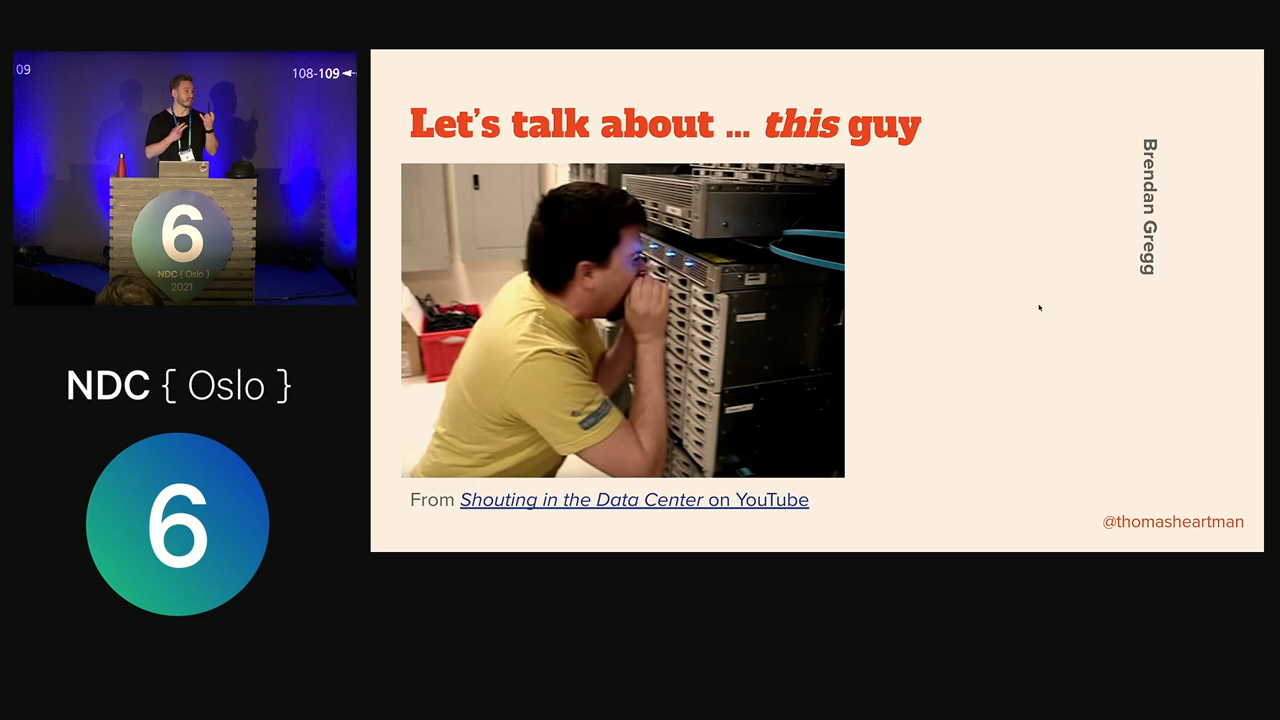 09
108-109
6
NDC { Oslo }
2021
NDC { Oslo }
6
Let's talk about ... this guy
Brendan Gregg
From Shouting in the Data Center on YouTube
@thomasheartman